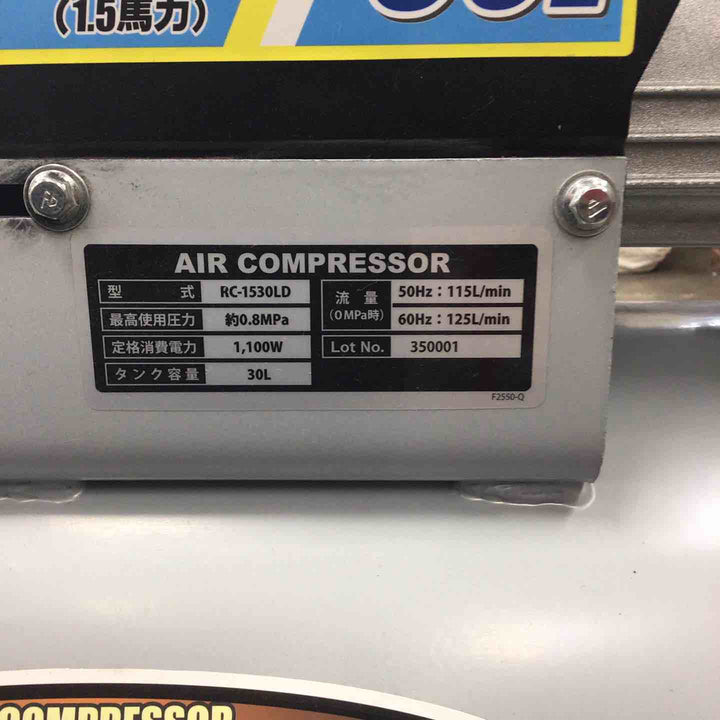 (1.5馬力)
AIR COMPRESSOR
型 式 RC-1530LD
最高使用圧力 約0.8MPa
定格消費電力 1,100W
タンク容量 30L
流量 (0MPa時) 50Hz:115L/min
60Hz:125L/min
Lot No. 350001
F2550-Q
COMPRESSOR